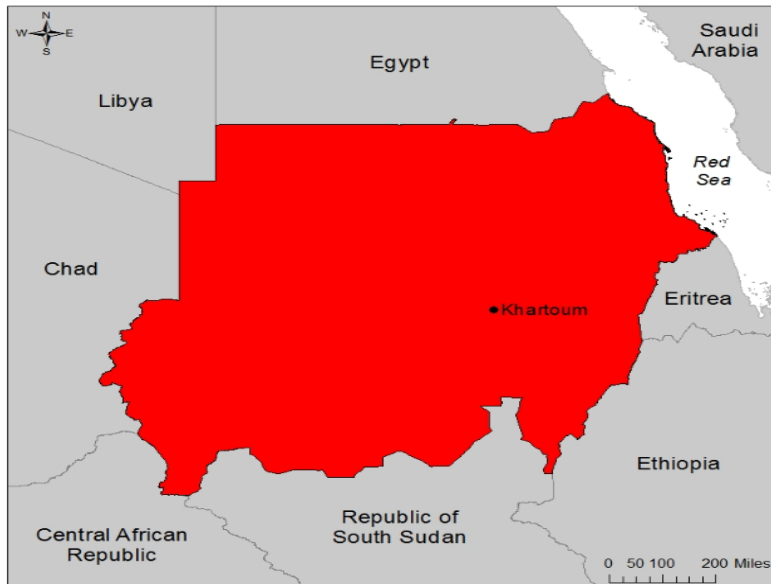 N
W E
S
Saudi
Arabia
Egypt
Libya
Red
Sea
Chad
Eritrea
Khartoum
Ethiopia
Republic of
South Sudan
Central African
Republic
0 50 100 200 Miles